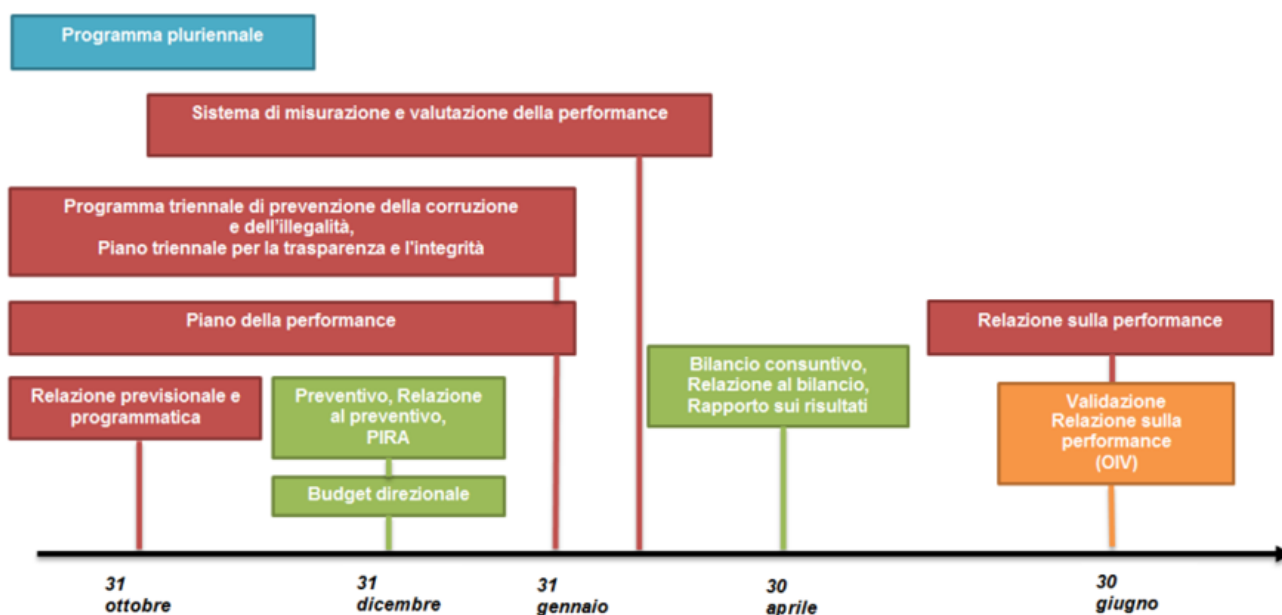 Programma pluriennale
Sistema di misurazione e valutazione della performance
Programma triennale di prevenzione della corruzione
e dell'illegalità,
Piano triennale per la trasparenza e l'integrità
Piano della performance
Relazione sulla performance
Relazione previsionale e
programmatica
Preventivo, Relazione
al preventivo,
PIRA
Budget direzionale
Bilancio consuntivo,
Relazione al bilancio,
Rapporto sui risultati
Validazione
Relazione sulla
performance
(OIV)
31
ottobre
31
dicembre
31
gennaio
30
aprile
30
giugno